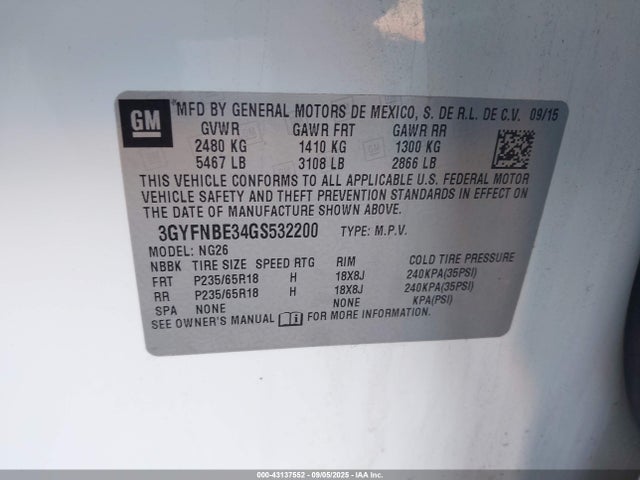 GM *MFD BY GENERAL MOTORS DE MEXICO, S. DE R.L. DE C.V. 09/15
GVWR GAWR FRT GAWR RR
2480 KG 1410 KG 1300 KG
5467 LB 3108 LB 2866 LB
THIS VEHICLE CONFORMS TO ALL APPLICABLE U.S. FEDERAL MOTOR
VEHICLE SAFETY AND THEFT PREVENTION STANDARDS IN EFFECT ON
THE DATE OF MANUFACTURE SHOWN ABOVE.
3GYFNBE34GS532200 TYPE: M.P.V.
MODEL: NG26
NBBK TIRE SIZE SPEED RTG RIM COLD TIRE PRESSURE
FRT P235/65R18 H 18X8J 240KPA(35PSI)
RR P235/65R18 H 18X8J 240KPA(35PSI)
SPA NONE NONE KPA(PSI)
SEE OWNER'S MANUAL FOR MORE INFORMATION.
000-43137552 - 09/05/2025 - IAA Inc.